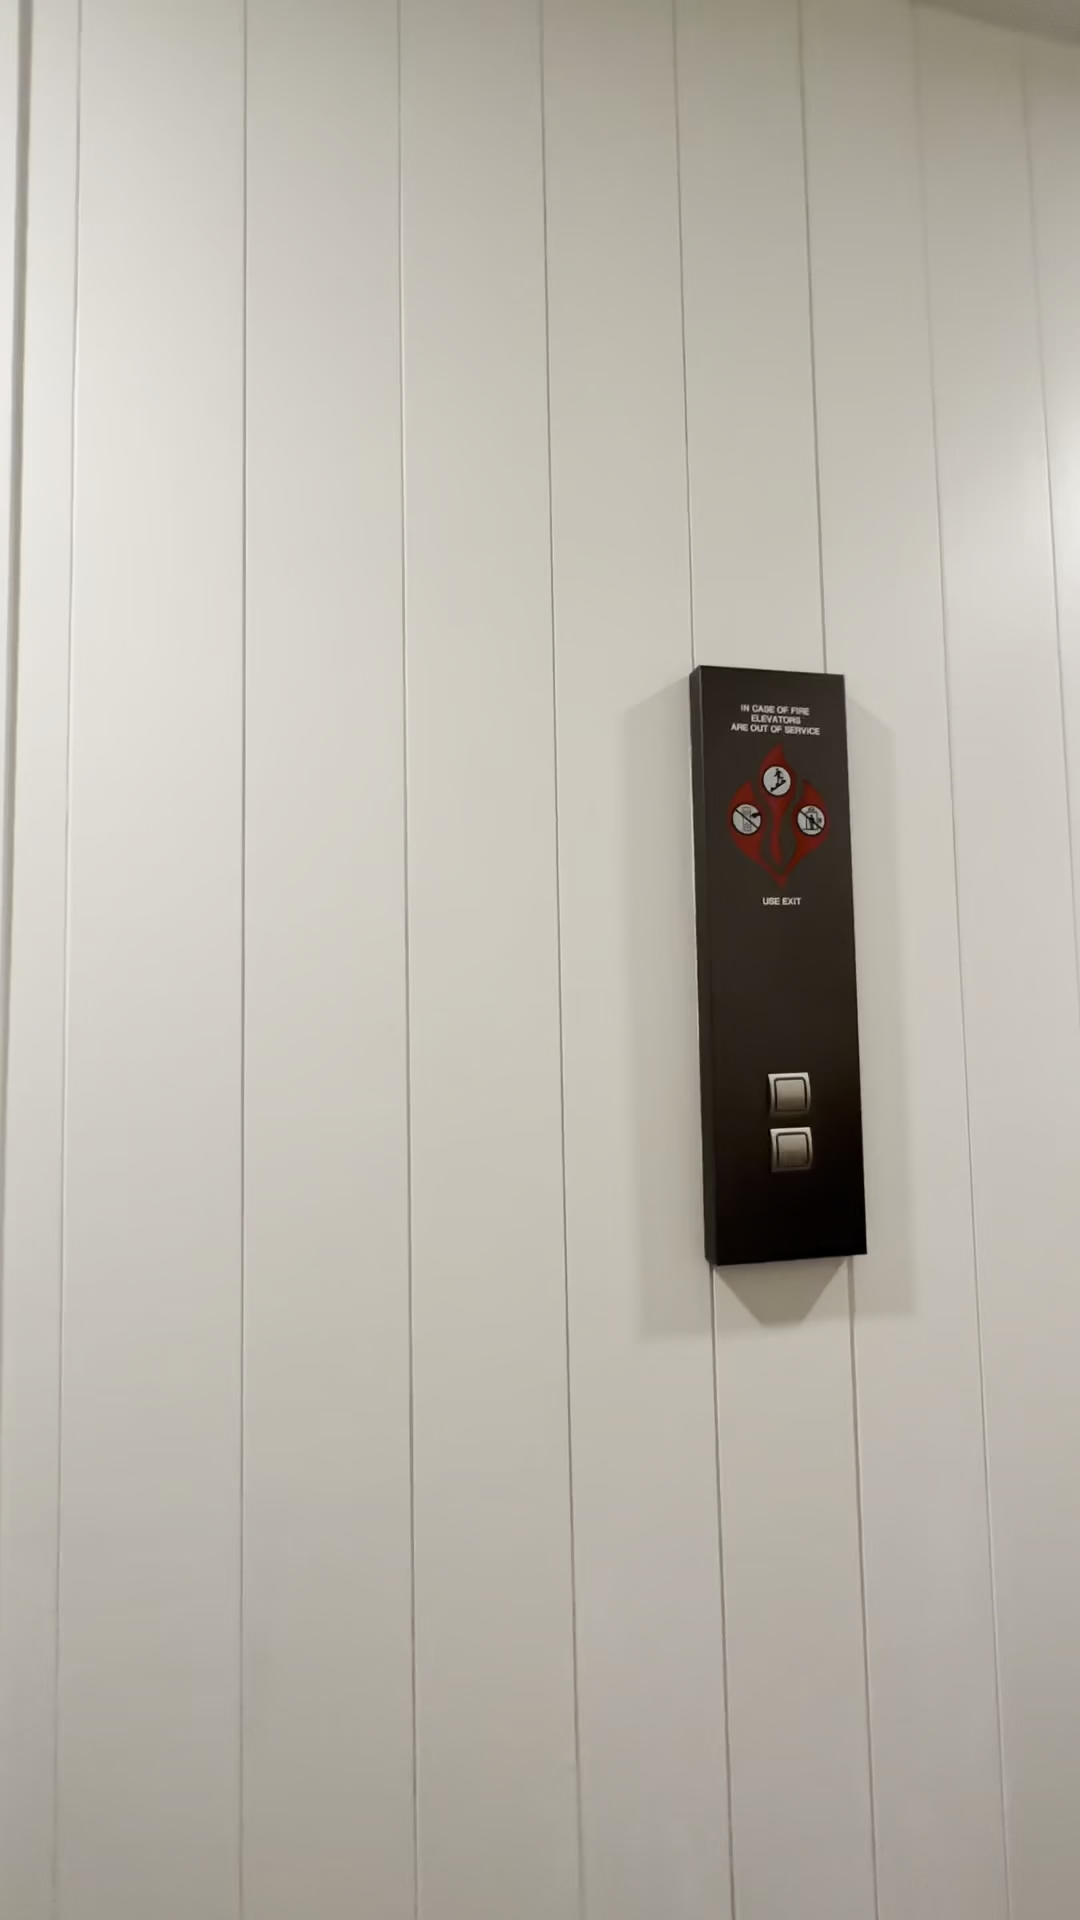 IN CASE OF FIRE
ELEVATORS
ARE OUT OF SERVICE
USE EXIT